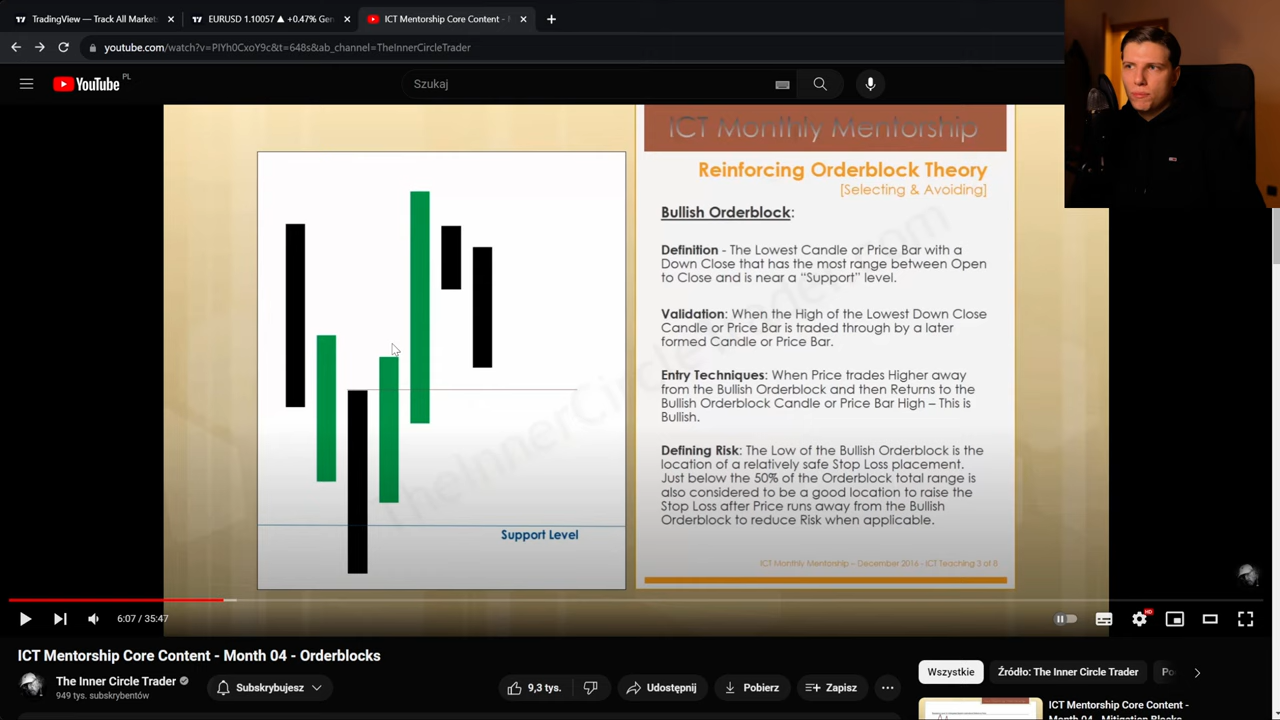 TradingView — Track All Market
EURUSD 1.10057 ▲ +0.47% Gen
ICT Mentorship Core Content -
youtube.com/watch?v=PlYh0CxoY9c&t=648s&ab_channel=TheInnerCircleTrader
YouTube PL
Szukaj
ICT Monthly Mentorship
Reinforcing Orderblock Theory
[Selecting & Avoiding]
Bullish Orderblock:
Definition - The Lowest Candle or Price Bar with a
Down Close that has the most range between Open
to Close and is near a “Support” level.
Validation: When the High of the Lowest Down Close
Candle or Price Bar is traded through by a later
formed Candle or Price Bar.
Entry Techniques: When Price trades Higher away
from the Bullish Orderblock and then Returns to the
Bullish Orderblock Candle or Price Bar High – This is
Bullish.
Defining Risk: The Low of the Bullish Orderblock is the
location of a relatively safe Stop Loss placement.
Just below the 50% of the Orderblock total range is
also considered to be a good location to raise the
Stop Loss after Price runs away from the Bullish
Orderblock to reduce Risk when applicable.
Support Level
ICT Monthly Mentorship – December 2016 - ICT Teaching 3 of 8
TheInnerCircleTrader.com
6:07 / 35:47
HD
ICT Mentorship Core Content - Month 04 - Orderblocks
The Inner Circle Trader
949 tys. subskrybentów
Subskrybujesz
9,3 tys.
Udostępnij
Pobierz
Zapisz
Wszystkie
Źródło: The Inner Circle Trader
ICT Mentorship Core Content -
Month 04 - Mitigation Blocks